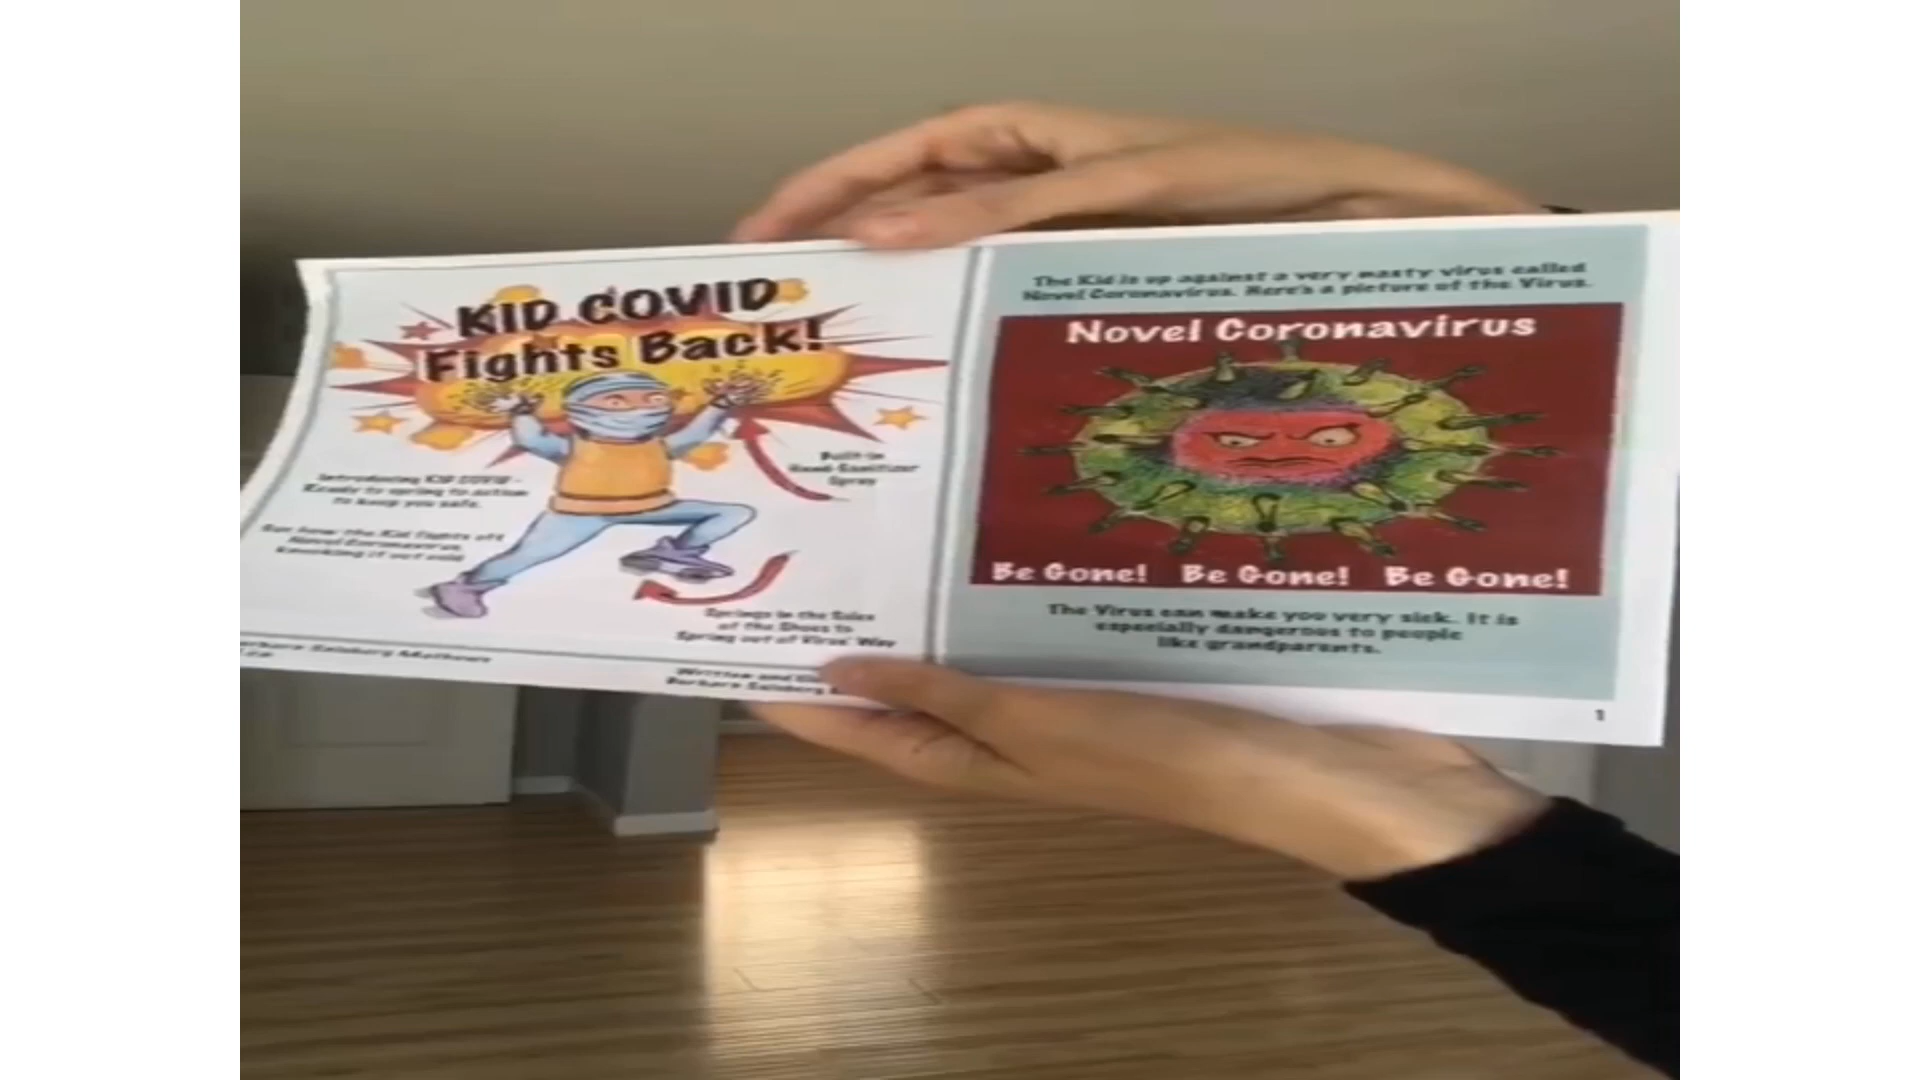 KID COVID
Fights Back!
Built-in
Hand-Sanitizer
Spray
Introducing KID COVID -
Ready to spring to action
to keep you safe.
See how the Kid fights off
Novel Coronavirus
knocking it out cold
Springs in the Soles
of the Shoes to
Spring out of Virus' Way
Mathews
Written and
Barbara
The Kid is up against a very nasty virus called
Novel Coronavirus. Here's a picture of the Virus.
Novel Coronavirus
Be Gone! Be Gone! Be Gone!
The Virus can make you very sick. It is
especially dangerous to people
like grandparents.
1